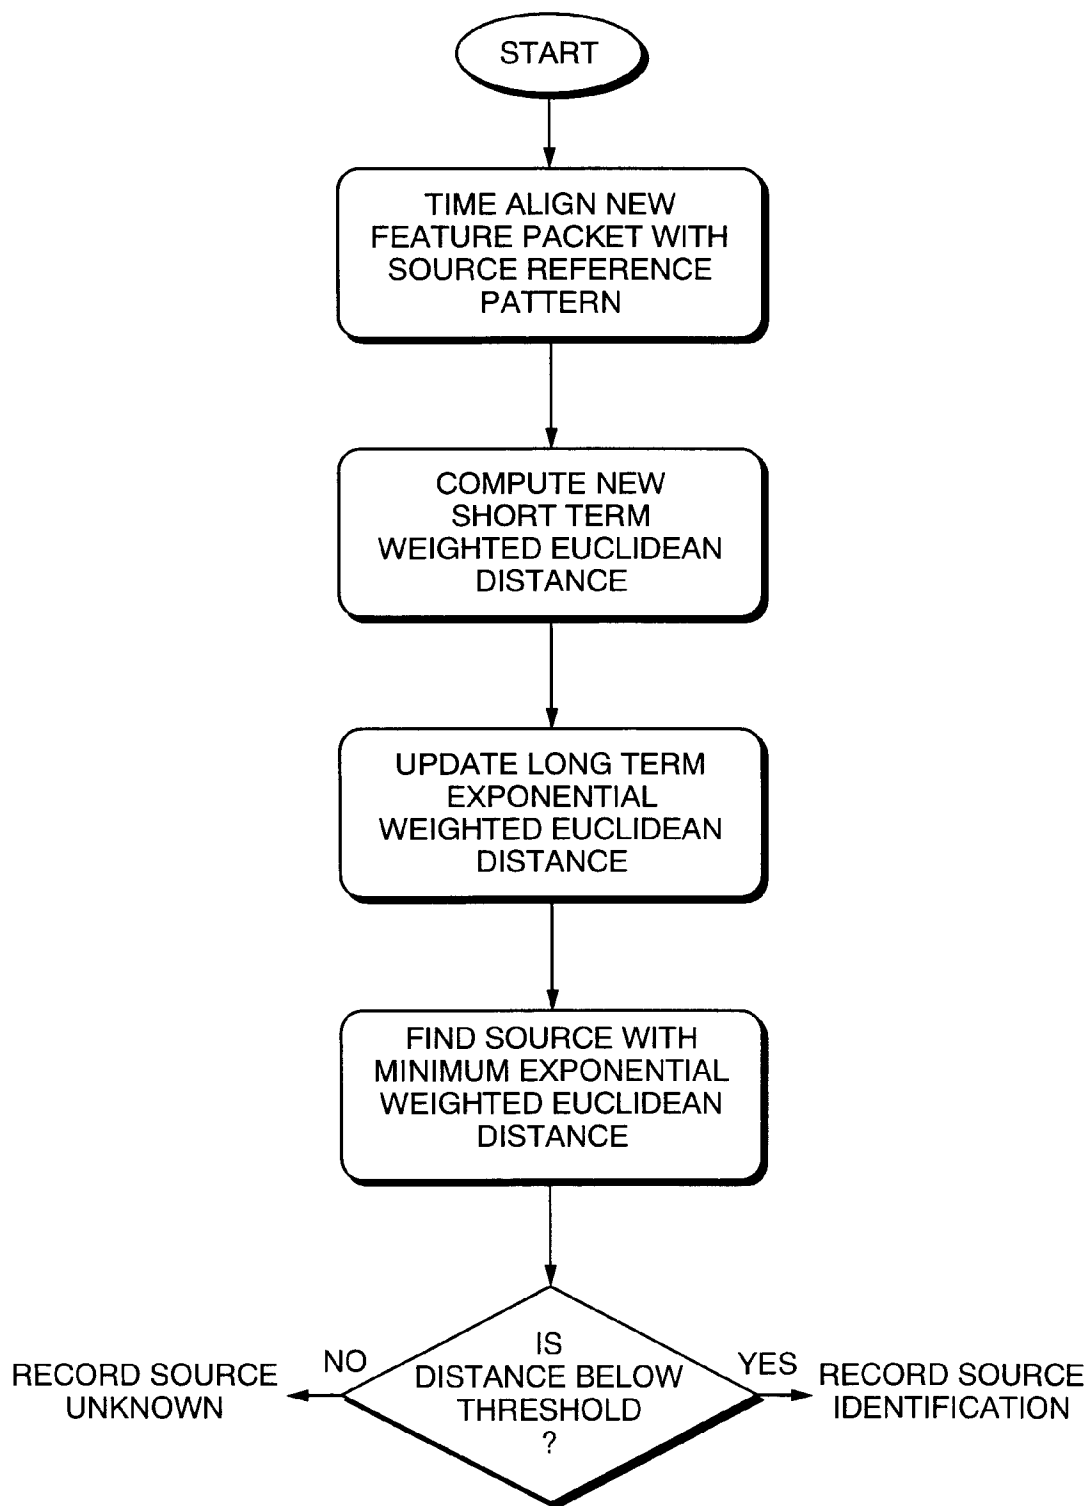 START
TIME ALIGN NEW
FEATURE PACKET WITH
SOURCE REFERENCE
PATTERN
COMPUTE NEW
SHORT TERM
WEIGHTED EUCLIDEAN
DISTANCE
UPDATE LONG TERM
EXPONENTIAL
WEIGHTED EUCLIDEAN
DISTANCE
FIND SOURCE WITH
MINIMUM EXPONENTIAL
WEIGHTED EUCLIDEAN
DISTANCE
IS
DISTANCE BELOW
THRESHOLD
?
NO
RECORD SOURCE
UNKNOWN
YES
RECORD SOURCE
IDENTIFICATION